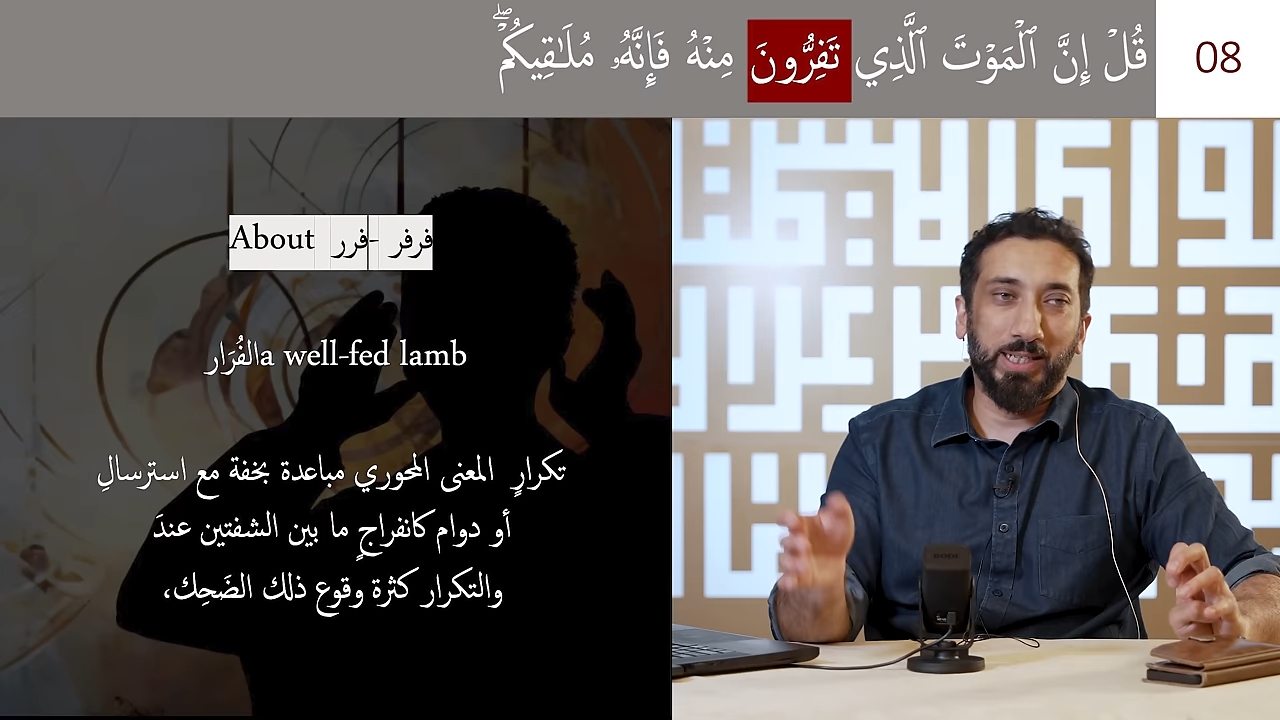 قُلْ إِنَّ ٱلْمَوْتَ ٱلَّذِي تَفِرُّونَ مِنْهُ فَإِنَّهُۥ مُلَـٰقِيكُمْ ۖ
08
About فرر- فرفر
الفُرَار a well-fed lamb
تكرارٍ المعنى المحوري مباعدة بخفة مع استرسالِ
أو دوام كانفراجٍ ما بين الشفتين عندَ
والتكرار كثرة وقوع ذلك الضَحِك،